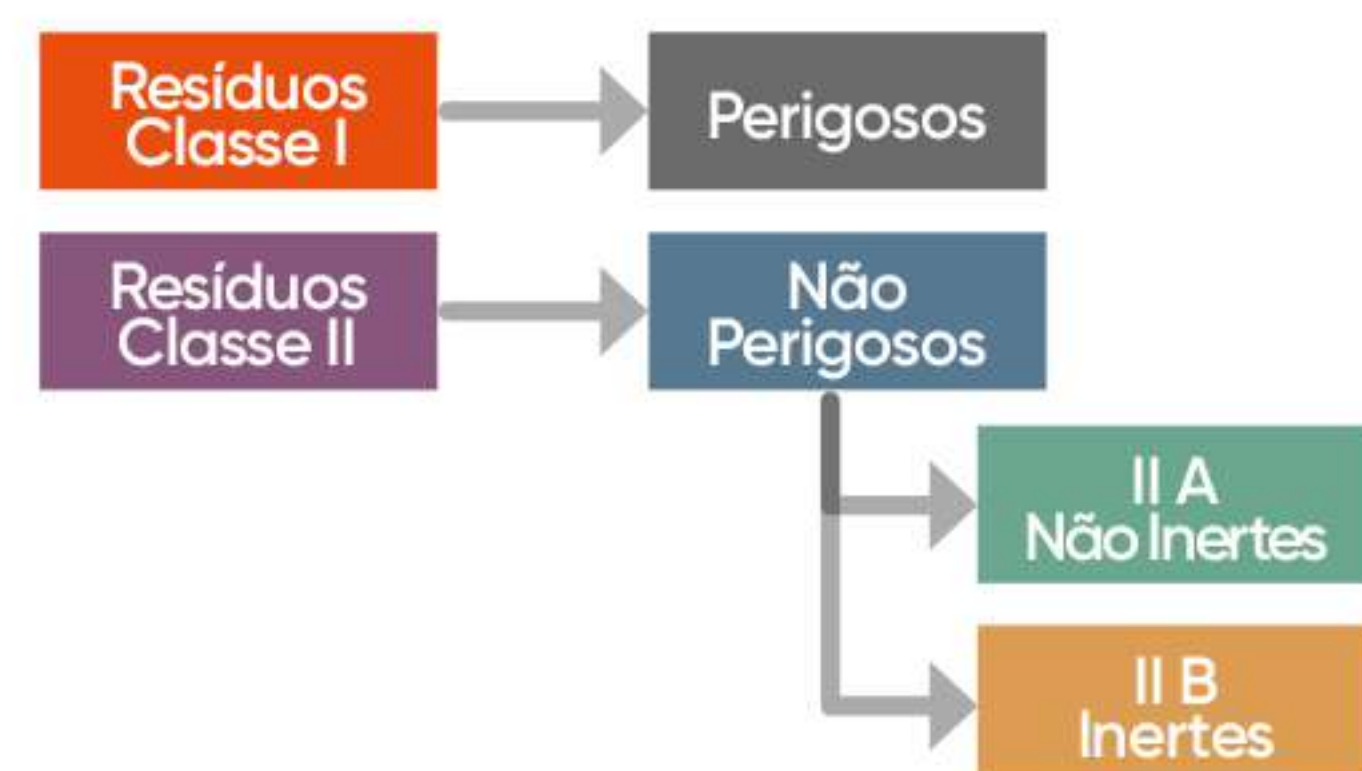 Resíduos
Classe I
Perigosos
Resíduos
Classe II
Não
Perigosos
II A
Não Inertes
II B
Inertes